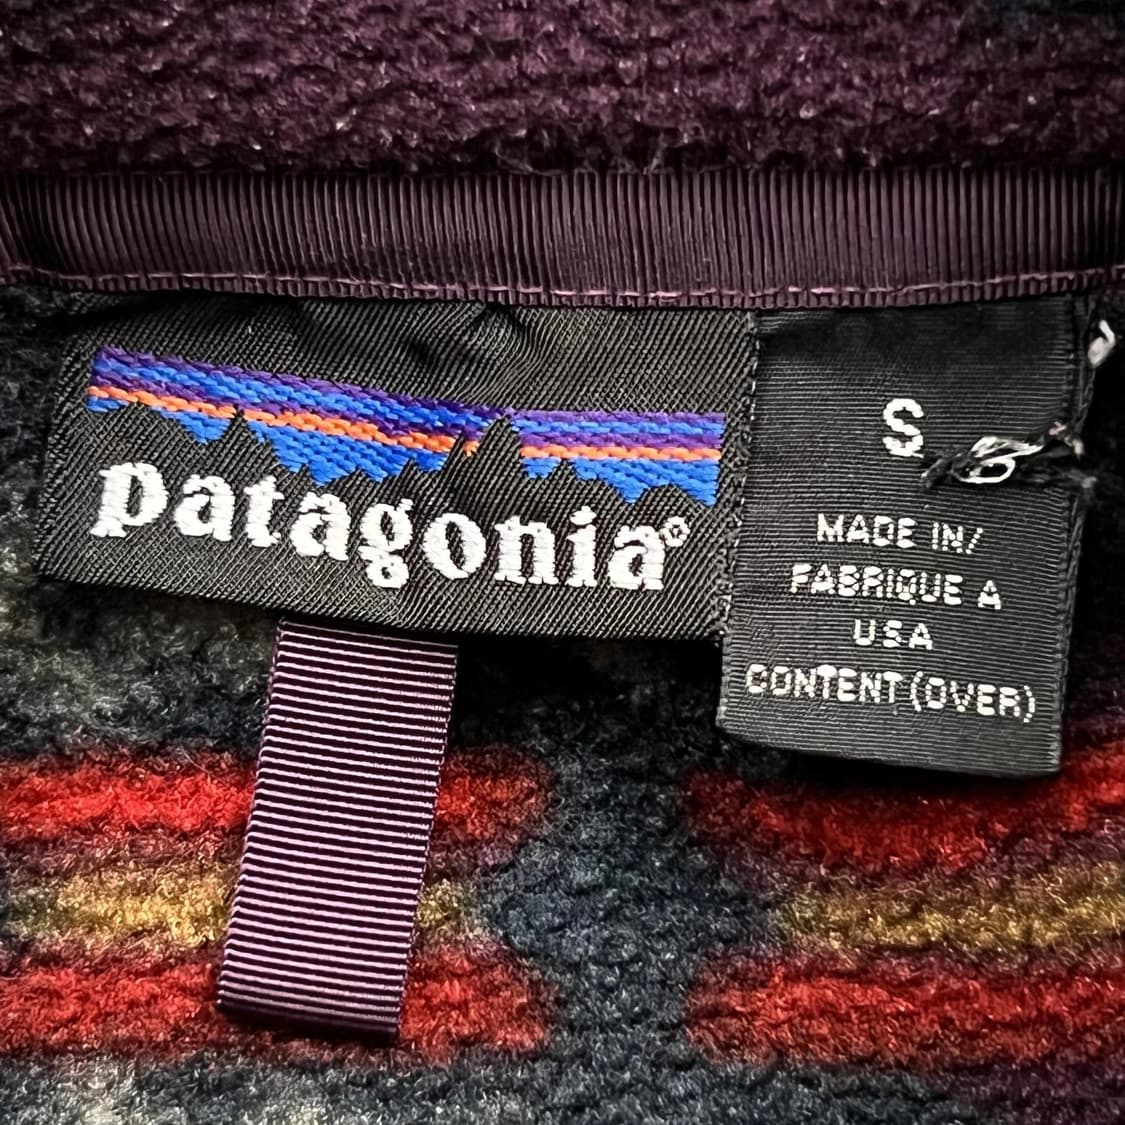 patagonia®
S
MADE IN/
FABRIQUE A
USA
CONTENT (OVER)